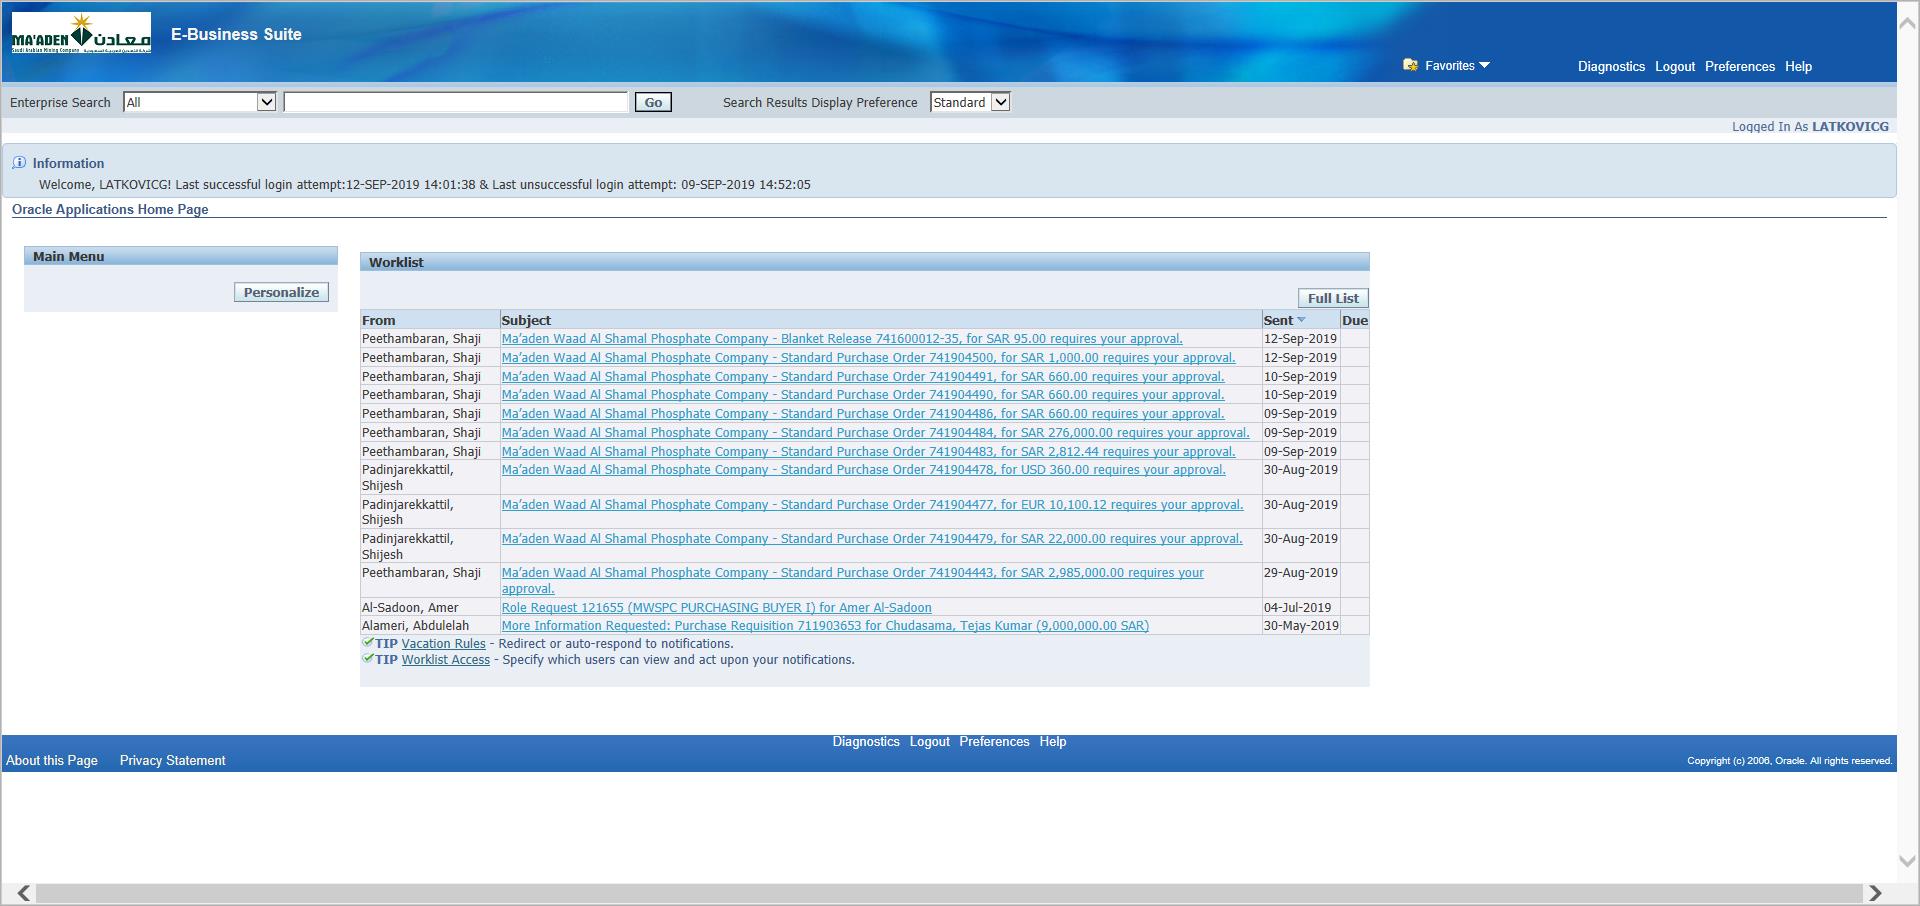 MA'ADEN معادن
Saudi Arabian Mining Company
E-Business Suite
Favorites
Diagnostics Logout Preferences Help
Enterprise Search All Go Search Results Display Preference Standard
Logged In As LATKOVICG
Information
Welcome, LATKOVICG! Last successful login attempt:12-SEP-2019 14:01:38 & Last unsuccessful login attempt: 09-SEP-2019 14:52:05
Oracle Applications Home Page
Main Menu
Personalize
Worklist
Full List
From Subject Sent Due
Peethambaran, Shaji Ma'aden Waad Al Shamal Phosphate Company - Blanket Release 741600012-35, for SAR 95.00 requires your approval. 12-Sep-2019
Peethambaran, Shaji Ma'aden Waad Al Shamal Phosphate Company - Standard Purchase Order 741904500, for SAR 1,000.00 requires your approval. 12-Sep-2019
Peethambaran, Shaji Ma'aden Waad Al Shamal Phosphate Company - Standard Purchase Order 741904491, for SAR 660.00 requires your approval. 10-Sep-2019
Peethambaran, Shaji Ma'aden Waad Al Shamal Phosphate Company - Standard Purchase Order 741904490, for SAR 660.00 requires your approval. 10-Sep-2019
Peethambaran, Shaji Ma'aden Waad Al Shamal Phosphate Company - Standard Purchase Order 741904486, for SAR 660.00 requires your approval. 09-Sep-2019
Peethambaran, Shaji Ma'aden Waad Al Shamal Phosphate Company - Standard Purchase Order 741904484, for SAR 276,000.00 requires your approval. 09-Sep-2019
Peethambaran, Shaji Ma'aden Waad Al Shamal Phosphate Company - Standard Purchase Order 741904483, for SAR 2,812.44 requires your approval. 09-Sep-2019
Padinjarekkattil, Ma'aden Waad Al Shamal Phosphate Company - Standard Purchase Order 741904478, for USD 360.00 requires your approval. 30-Aug-2019
Shijesh
Padinjarekkattil, Ma'aden Waad Al Shamal Phosphate Company - Standard Purchase Order 741904477, for EUR 10,100.12 requires your approval. 30-Aug-2019
Shijesh
Padinjarekkattil, Ma'aden Waad Al Shamal Phosphate Company - Standard Purchase Order 741904479, for SAR 22,000.00 requires your approval. 30-Aug-2019
Shijesh
Peethambaran, Shaji Ma'aden Waad Al Shamal Phosphate Company - Standard Purchase Order 741904443, for SAR 2,985,000.00 requires your 29-Aug-2019
approval.
Al-Sadoon, Amer Role Request 121655 (MWSPC PURCHASING BUYER I) for Amer Al-Sadoon 04-Jul-2019
Alameri, Abdulelah More Information Requested: Purchase Requisition 711903653 for Chudasama, Tejas Kumar (9,000,000.00 SAR) 30-May-2019
TIP Vacation Rules - Redirect or auto-respond to notifications.
TIP Worklist Access - Specify which users can view and act upon your notifications.
Diagnostics Logout Preferences Help
About this Page Privacy Statement Copyright (c) 2006, Oracle. All rights reserved.